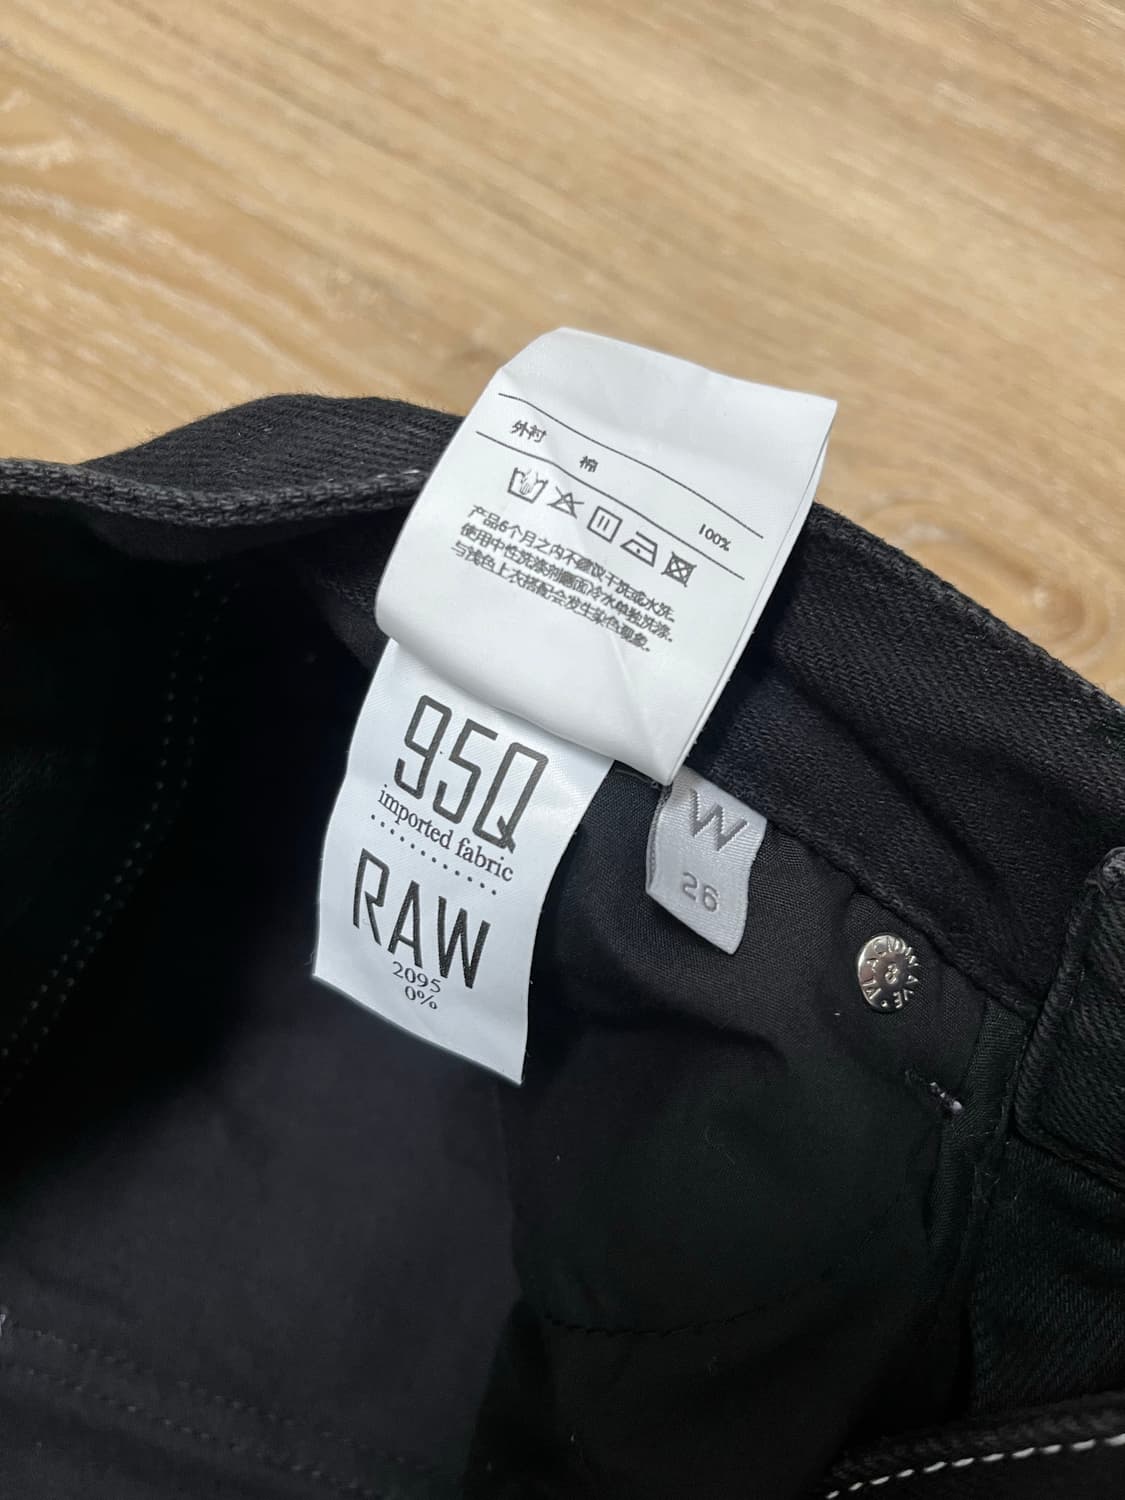 外衬
棉
100%
产品6个月之内不建议干洗或水洗。
使用中性洗涤剂翻面冷水单独洗涤。
与浅色上衣搭配会发生染色现象。
95Q
imported fabric
RAW
2095
0%
W
26